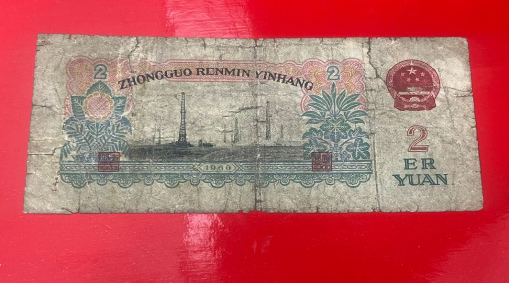 2
2
ZHONGGUO RENMIN YINHANG
1960
2
ER
YUAN